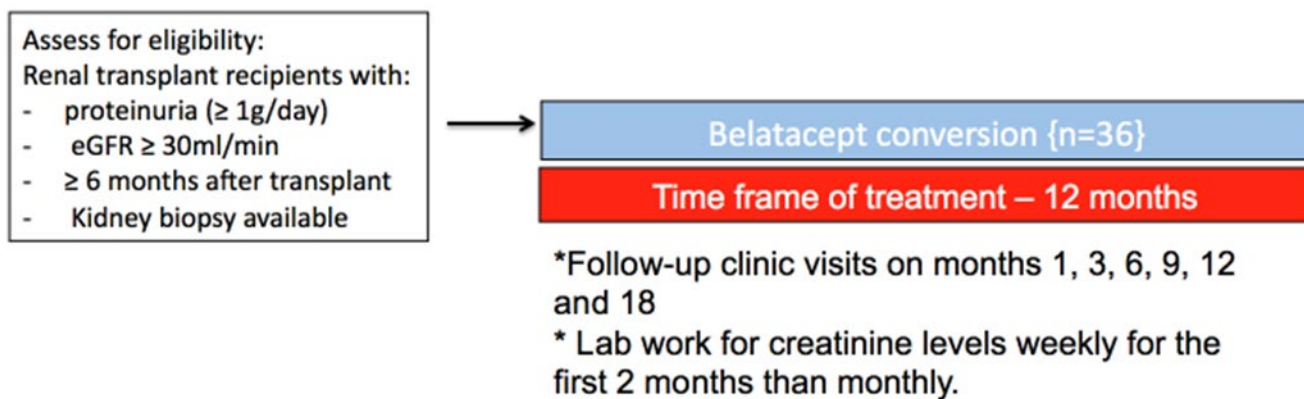 Assess for eligibility:
Renal transplant recipients with:
- proteinuria (≥ 1g/day)
- eGFR ≥ 30ml/min
- ≥ 6 months after transplant
- Kidney biopsy available
Belatacept conversion {n=36}
Time frame of treatment – 12 months
*Follow-up clinic visits on months 1, 3, 6, 9, 12
and 18
* Lab work for creatinine levels weekly for the
first 2 months than monthly.